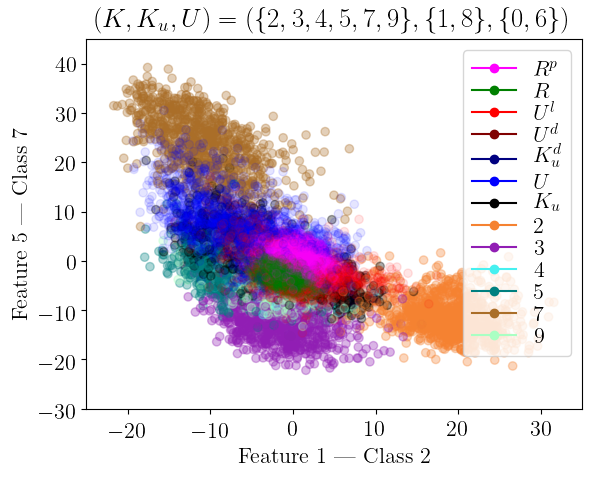 (K, K_u, U) = ({2, 3, 4, 5, 7, 9}, {1, 8}, {0, 6})
40
30
20
10
0
−10
−20
−30
Feature 5 — Class 7
R^p
R
U^l
U^d
K_u^d
U
K_u
2
3
4
5
7
9
−20 −10 0 10 20 30
Feature 1 — Class 2